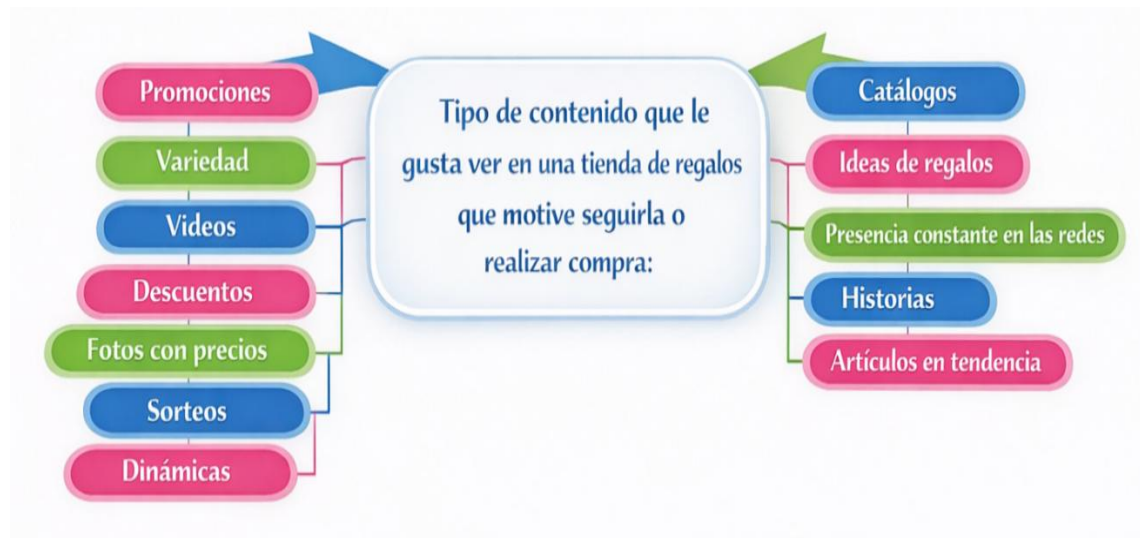 Promociones
Variedad
Videos
Descuentos
Fotos con precios
Sorteos
Dinámicas
Tipo de contenido que le
gusta ver en una tienda de regalos
que motive seguirla o
realizar compra:
Catálogos
Ideas de regalos
Presencia constante en las redes
Historias
Artículos en tendencia